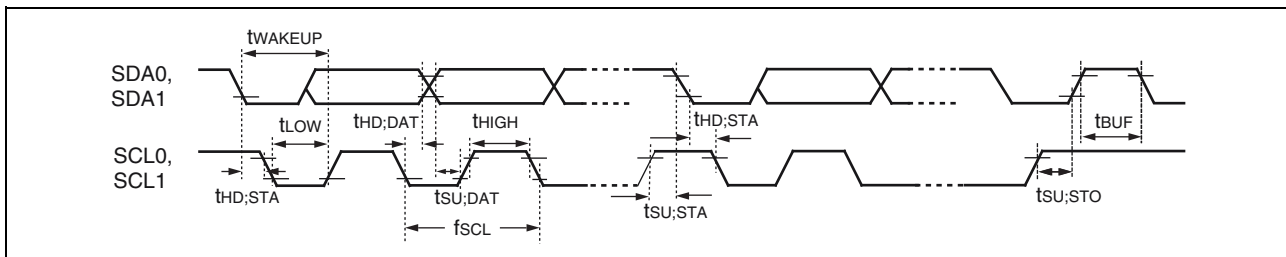 tWAKEUP
SDA0,
SDA1
tHD;STA
tLOW
tHD;DAT
tHIGH
tBUF
SCL0,
SCL1
tHD;STA
tSU;DAT
tSU;STA
tSU;STO
fSCL